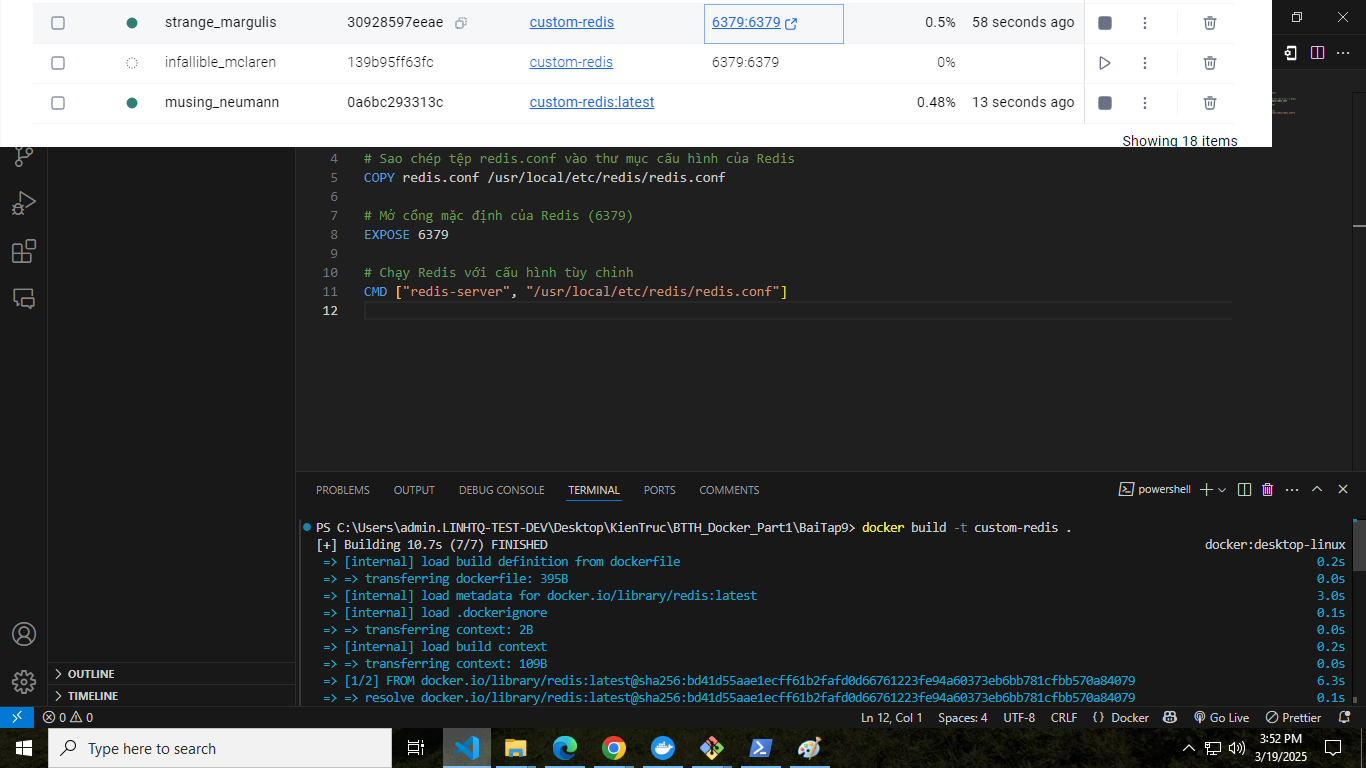 strange_margulis 30928597eeae custom-redis 6379:6379 0.5% 58 seconds ago
infallible_mclaren 139b95ff63fc custom-redis 6379:6379 0%
musing_neumann 0a6bc293313c custom-redis:latest 0.48% 13 seconds ago
Showing 18 items
4 # Sao chép tệp redis.conf vào thư mục cấu hình của Redis
5 COPY redis.conf /usr/local/etc/redis/redis.conf
6
7 # Mở cổng mặc định của Redis (6379)
8 EXPOSE 6379
9
10 # Chạy Redis với cấu hình tùy chỉnh
11 CMD ["redis-server", "/usr/local/etc/redis/redis.conf"]
12
PROBLEMS OUTPUT DEBUG CONSOLE TERMINAL PORTS COMMENTS powershell
PS C:\Users\admin.LINHTQ-TEST-DEV\Desktop\KienTruc\BTTH_Docker_Part1\BaiTap9> docker build -t custom-redis .
[+] Building 10.7s (7/7) FINISHED docker:desktop-linux
=> [internal] load build definition from dockerfile 0.2s
=> => transferring dockerfile: 395B 0.0s
=> [internal] load metadata for docker.io/library/redis:latest 3.0s
=> [internal] load .dockerignore 0.1s
=> => transferring context: 2B 0.0s
=> [internal] load build context 0.2s
=> => transferring context: 109B 0.0s
=> [1/2] FROM docker.io/library/redis:latest@sha256:bd41d55aae1ecff61b2fafd0d66761223fe94a60373eb6bb781cfbb570a84079 6.3s
=> => resolve docker.io/library/redis:latest@sha256:bd41d55aae1ecff61b2fafd0d66761223fe94a60373eb6bb781cfbb570a84079 0.1s
OUTLINE
TIMELINE
0 0 Ln 12, Col 1 Spaces: 4 UTF-8 CRLF {} Docker Go Live Prettier
Type here to search
3:52 PM
3/19/2025